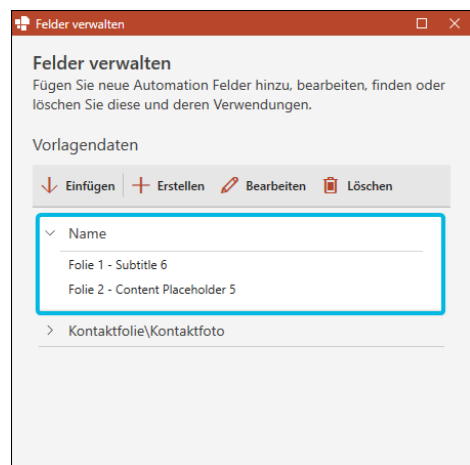 Felder verwalten
Felder verwalten
Fügen Sie neue Automation Felder hinzu, bearbeiten, finden oder
löschen Sie diese und deren Verwendungen.
Vorlagendaten
Einfügen Erstellen Bearbeiten Löschen
Name
Folie 1 - Subtitle 6
Folie 2 - Content Placeholder 5
Kontaktfolie\Kontaktfoto